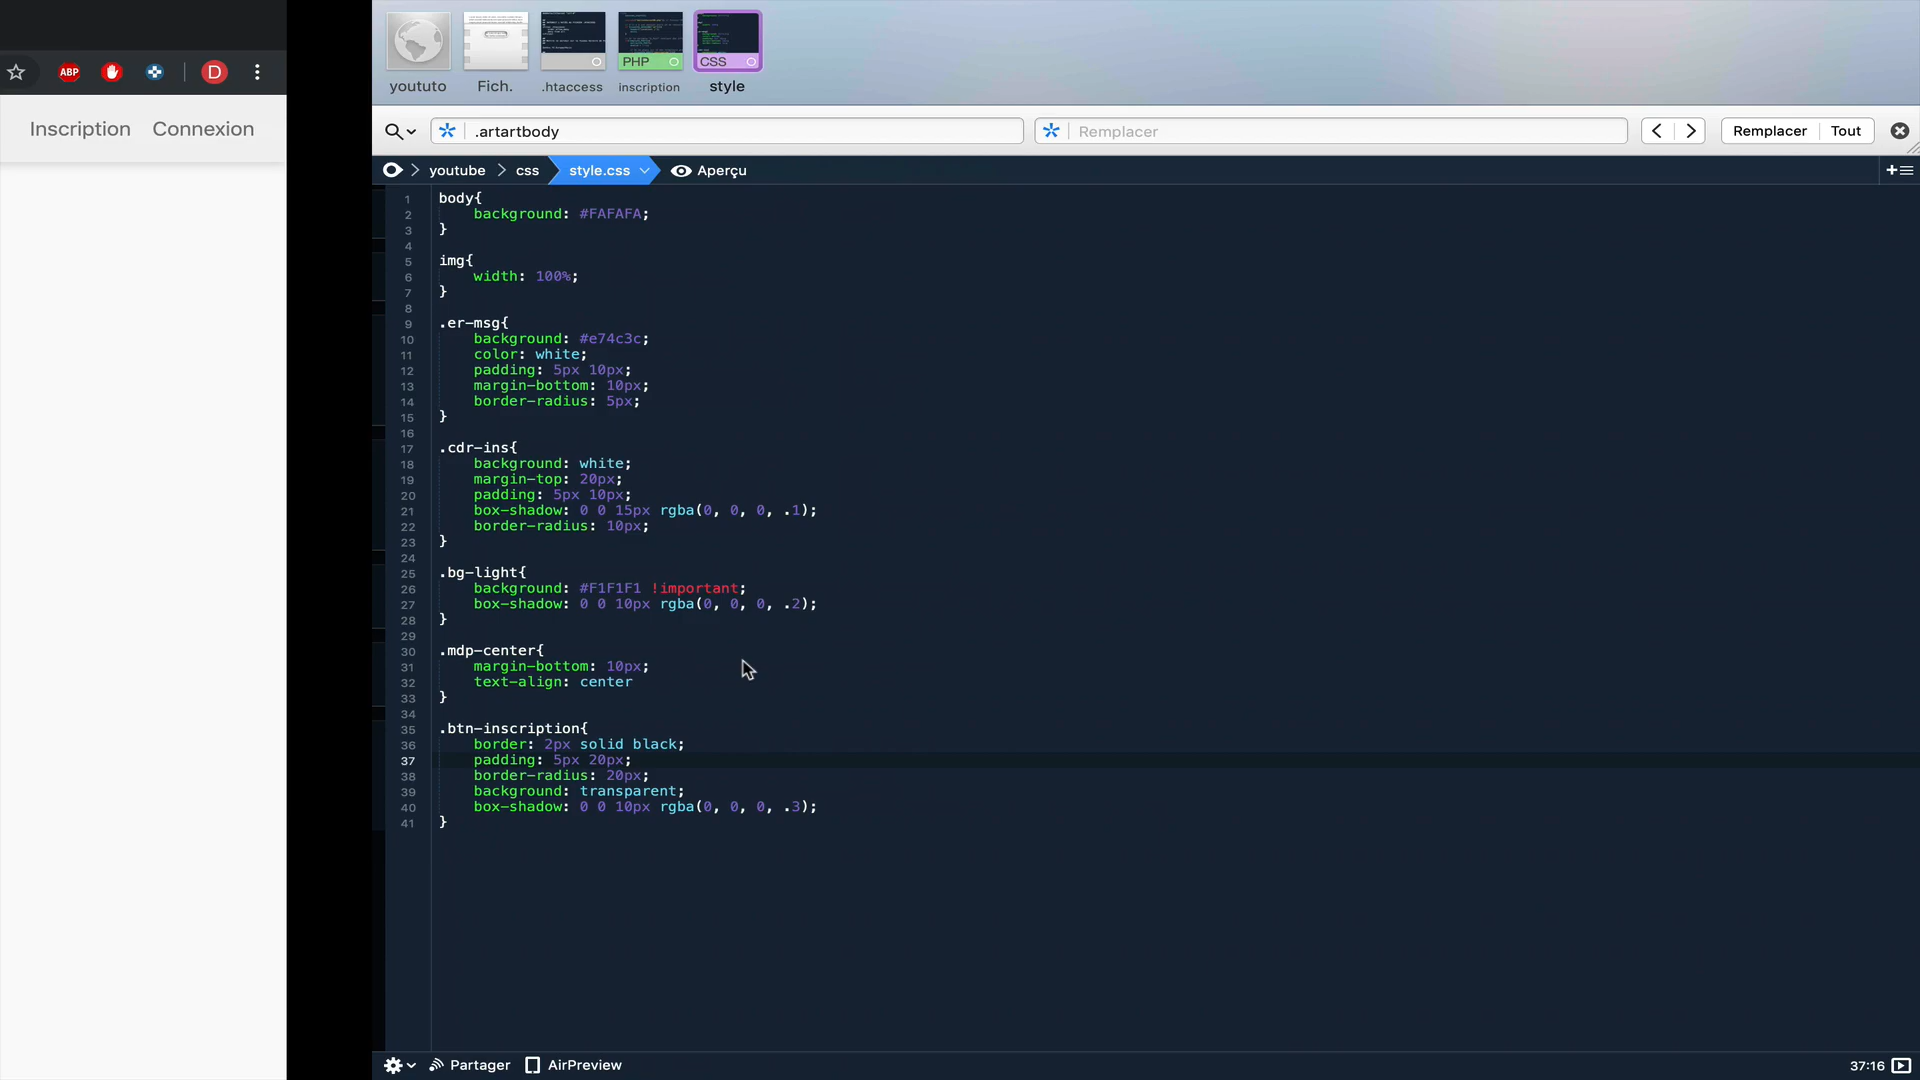 ABP
D
Inscription Connexion
PHP
CSS
yoututo Fich. .htaccess inscription style
.artartbody
Remplacer
Remplacer Tout
youtube css style.css Aperçu
1 body{
2 background: #FAFAFA;
3 }
4
5 img{
6 width: 100%;
7 }
8
9 .er-msg{
10 background: #e74c3c;
11 color: white;
12 padding: 5px 10px;
13 margin-bottom: 10px;
14 border-radius: 5px;
15 }
16
17 .cdr-ins{
18 background: white;
19 margin-top: 20px;
20 padding: 5px 10px;
21 box-shadow: 0 0 15px rgba(0, 0, 0, .1);
22 border-radius: 10px;
23 }
24
25 .bg-light{
26 background: #F1F1F1 !important;
27 box-shadow: 0 0 10px rgba(0, 0, 0, .2);
28 }
29
30 .mdp-center{
31 margin-bottom: 10px;
32 text-align: center
33 }
34
35 .btn-inscription{
36 border: 2px solid black;
37 padding: 5px 20px;
38 border-radius: 20px;
39 background: transparent;
40 box-shadow: 0 0 10px rgba(0, 0, 0, .3);
41 }
Partager AirPreview
37:16